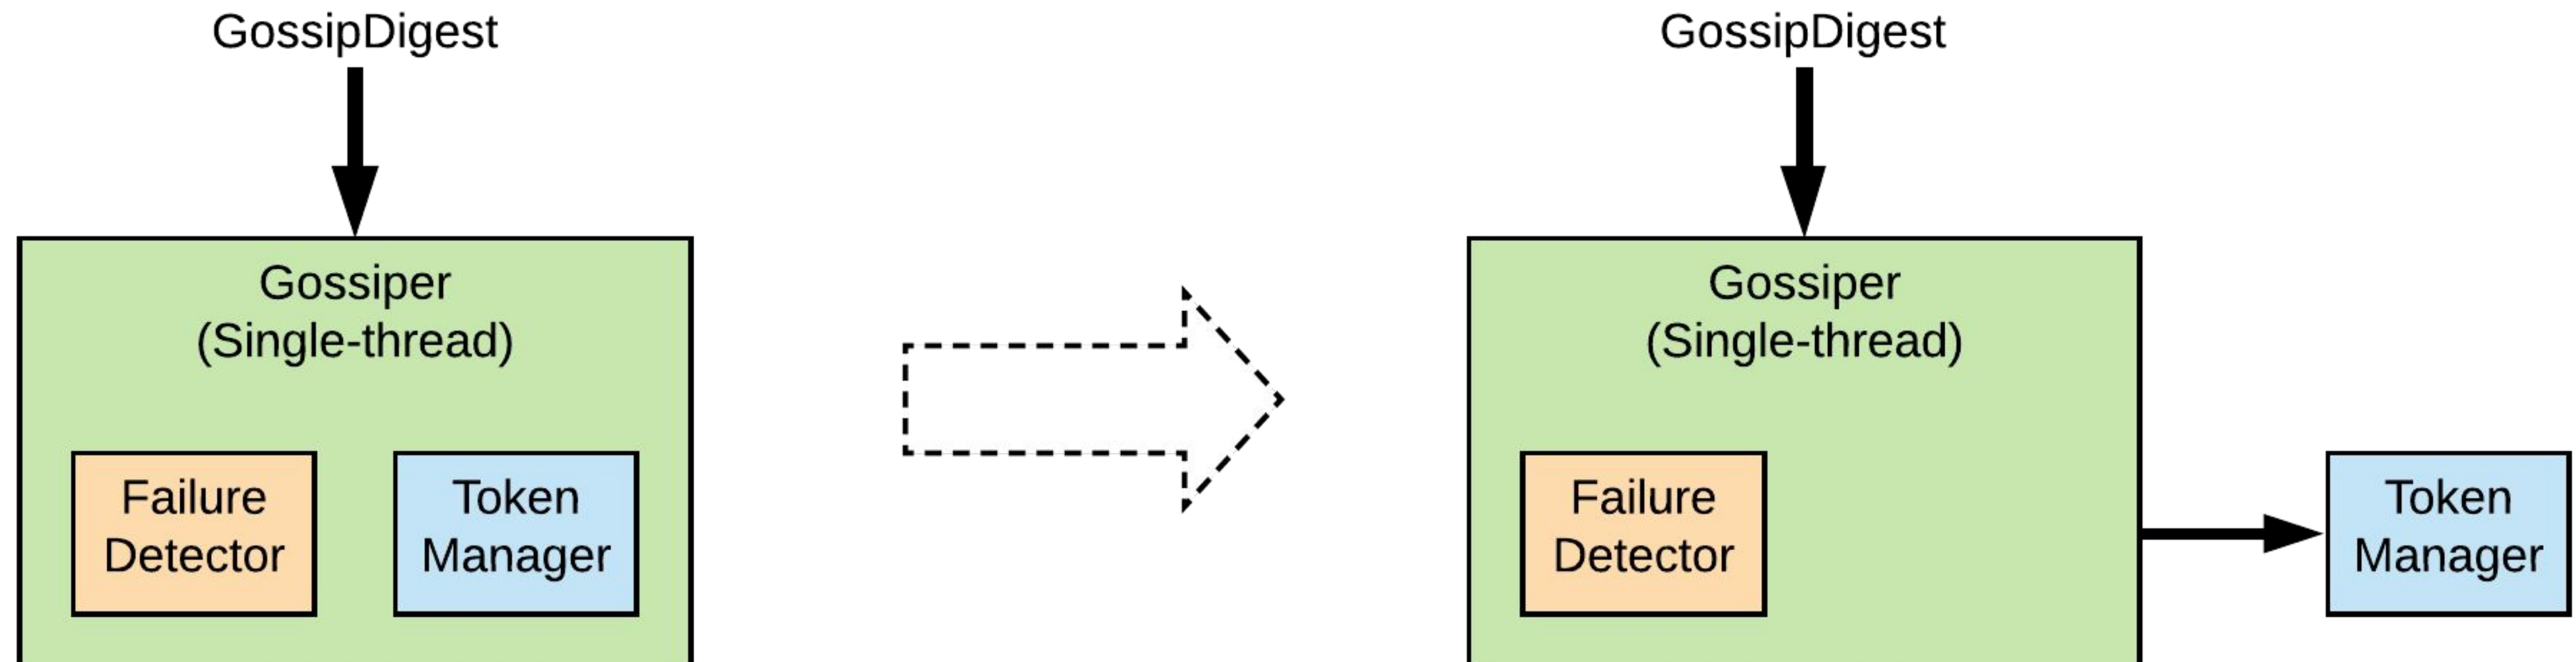 GossipDigest
Gossiper
(Single-thread)
Failure
Detector
Token
Manager
GossipDigest
Gossiper
(Single-thread)
Failure
Detector
Token
Manager